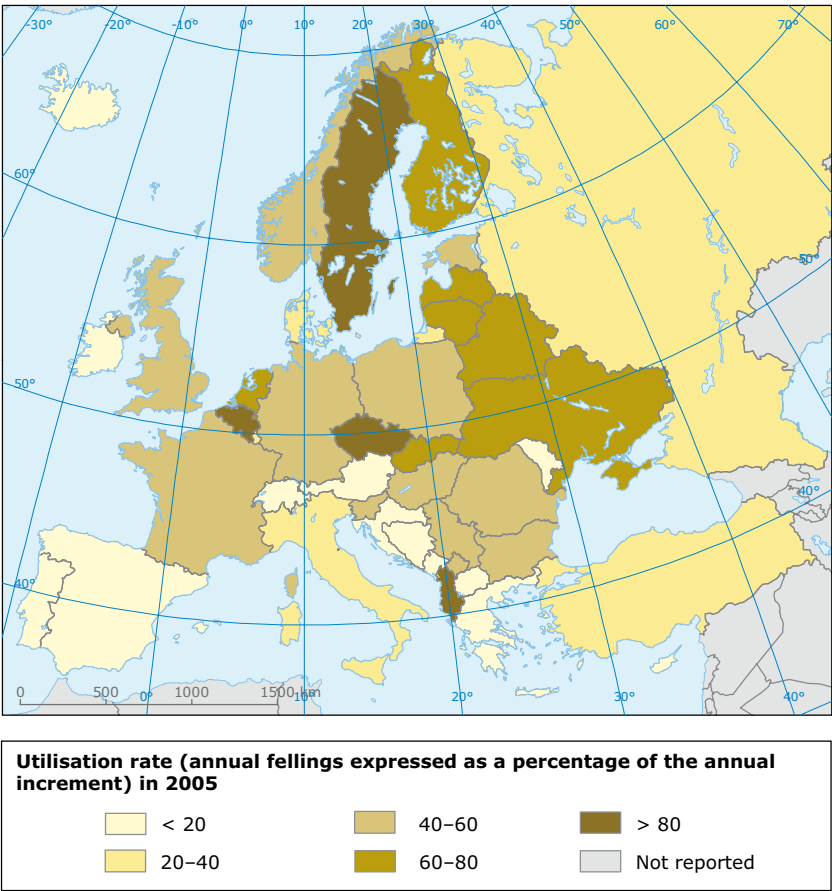 -30° -20° -10° 0° 10° 20° 30° 40° 50° 60° 70°
60°
50°
50°
40°
40°
0 500 1000 1500 km
0° 10° 20° 30° 40°
Utilisation rate (annual fellings expressed as a percentage of the annual
increment) in 2005
< 20 40–60 > 80
20–40 60–80 Not reported